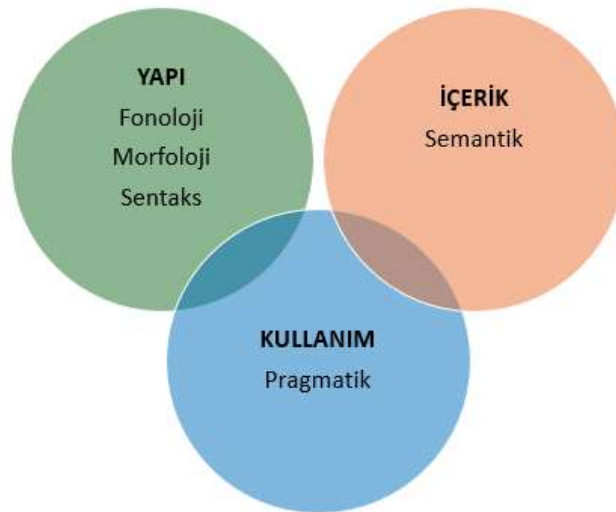 YAPI
Fonoloji
Morfoloji
Sentaks
İÇERİK
Semantik
KULLANIM
Pragmatik